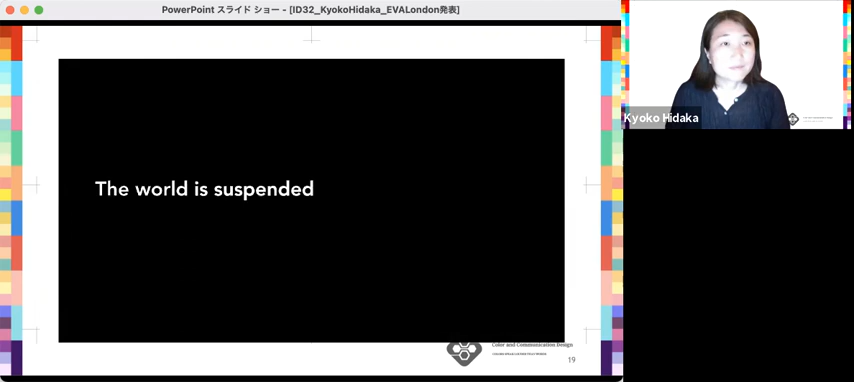 PowerPoint スライド ショー - [ID32_KyokoHidaka_EVALondon発表]
The world is suspended
Color and Communication Design
19
Kyoko Hidaka